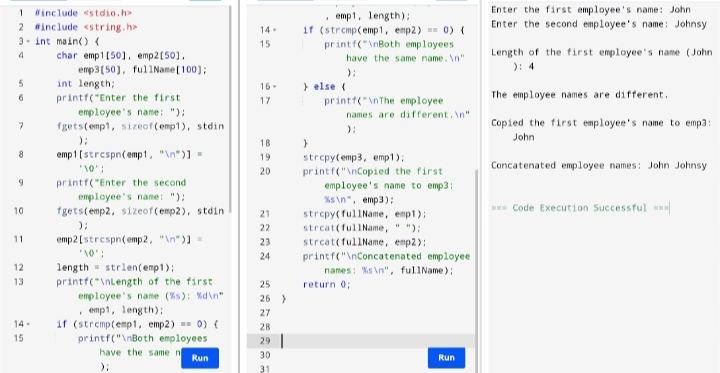 1 #include <stdio.h>
2 #include <string.h>
3 - int main() {
4 char emp1[50], emp2[50],
emp3[50], fullName[100];
5 int length;
6 printf("Enter the first
employee's name: ");
7 fgets(emp1, sizeof(emp1), stdin
);
8 emp1[strcspn(emp1, "\n")] =
'\0';
9 printf("Enter the second
employee's name: ");
10 fgets(emp2, sizeof(emp2), stdin
);
11 emp2[strcspn(emp2, "\n")] =
'\0';
12 length = strlen(emp1);
13 printf("\nLength of the first
employee's name (%s): %d\n"
, emp1, length);
14 - if (strcmp(emp1, emp2) == 0) {
15 printf("\nBoth employees
have the same n
);
Run
, emp1, length);
14 - if (strcmp(emp1, emp2) == 0) {
15 printf("\nBoth employees
have the same name.\n"
);
16 - } else {
17 printf("\nThe employee
names are different.\n"
);
18 }
19 strcpy(emp3, emp1);
20 printf("\nCopied the first
employee's name to emp3:
%s\n", emp3);
21 strcpy(fullName, emp1);
22 strcat(fullName, " ");
23 strcat(fullName, emp2);
24 printf("\nConcatenated employee
names: %s\n", fullName);
25 return 0;
26 }
27
28
29
30
31
Run
Enter the first employee's name: John
Enter the second employee's name: Johnsy
Length of the first employee's name (John
): 4
The employee names are different.
Copied the first employee's name to emp3:
John
Concatenated employee names: John Johnsy
=== Code Execution Successful ===